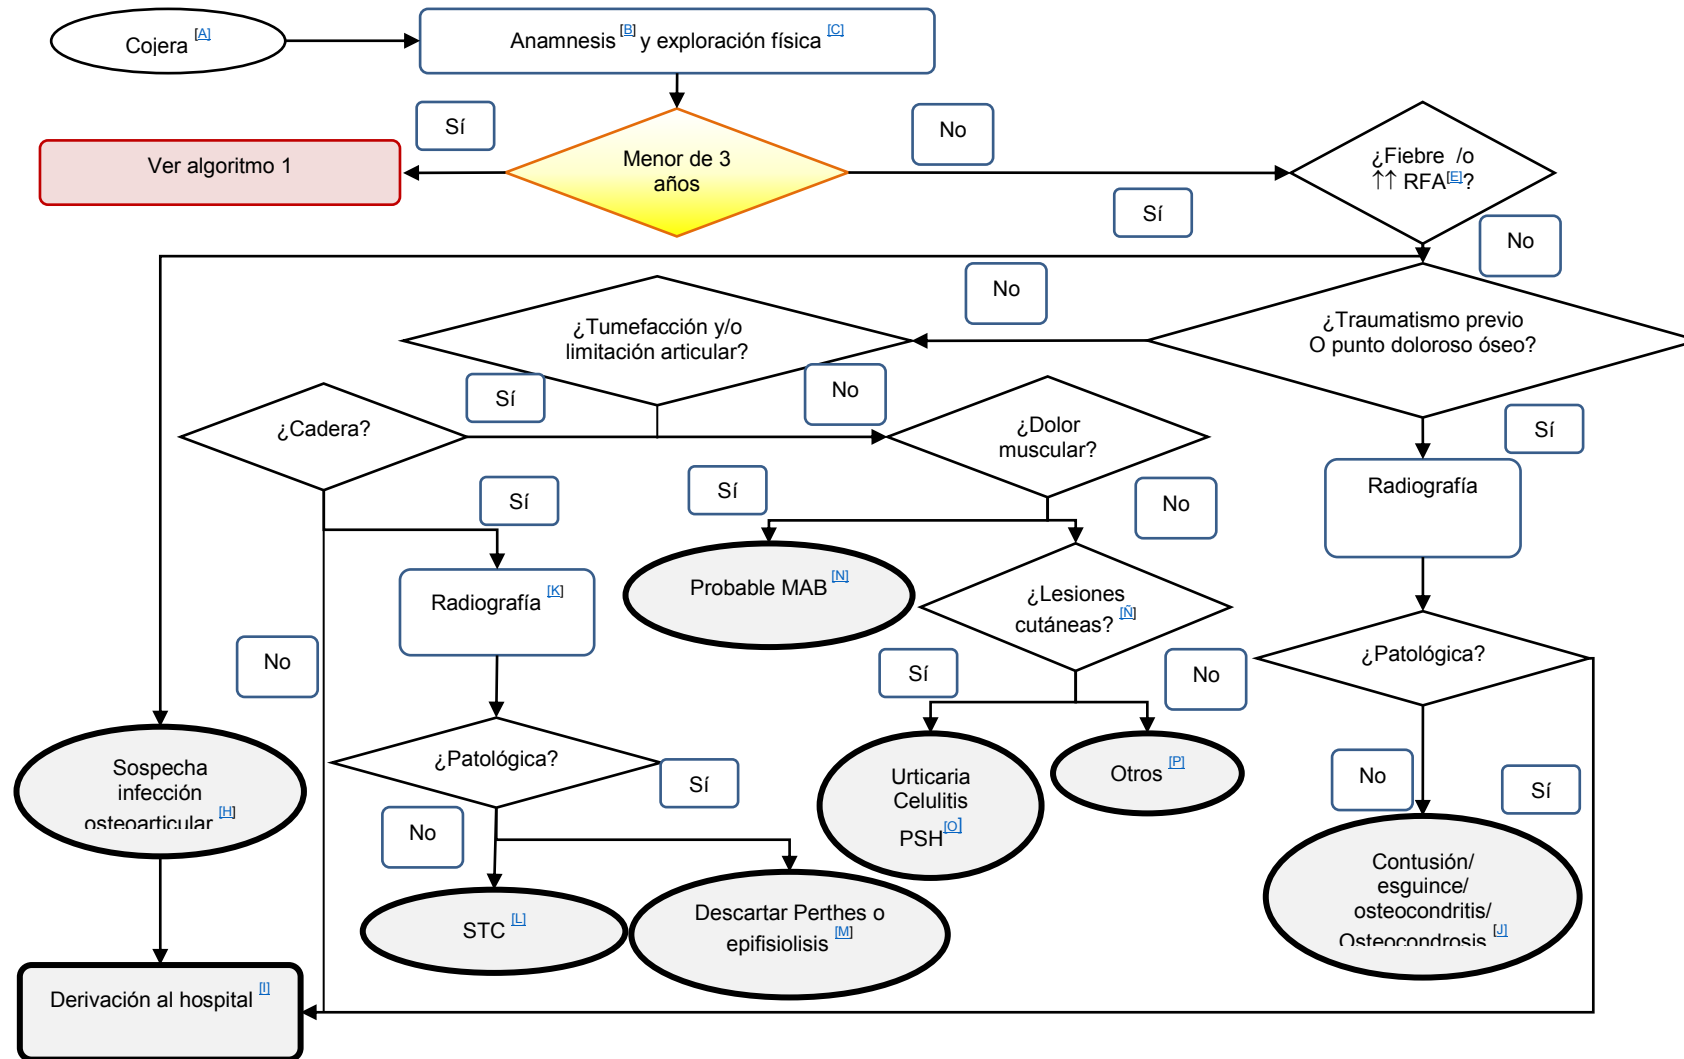 Cojera [A]
Anamnesis [B] y exploración física [C]
Sí
No
Ver algoritmo 1
Menor de 3
años
¿Fiebre /o
↑↑ RFA[E]?
Sí
No
No
¿Tumefacción y/o
limitación articular?
¿Traumatismo previo
O punto doloroso óseo?
Sí
No
¿Cadera?
¿Dolor
muscular?
Sí
Radiografía
Sí
Sí
No
Radiografía [K]
Probable MAB [N]
¿Lesiones
cutáneas? [Ñ]
No
Sí
No
¿Patológica?
¿Patológica?
Sí
Sospecha
infección
osteoarticular [H]
Urticaria
Celulitis
PSH[O]
Otros [P]
No
Sí
No
STC [L]
Descartar Perthes o
epifisiolisis [M]
Contusión/
esguince/
osteocondritis/
Osteocondrosis [J]
Derivación al hospital [I]